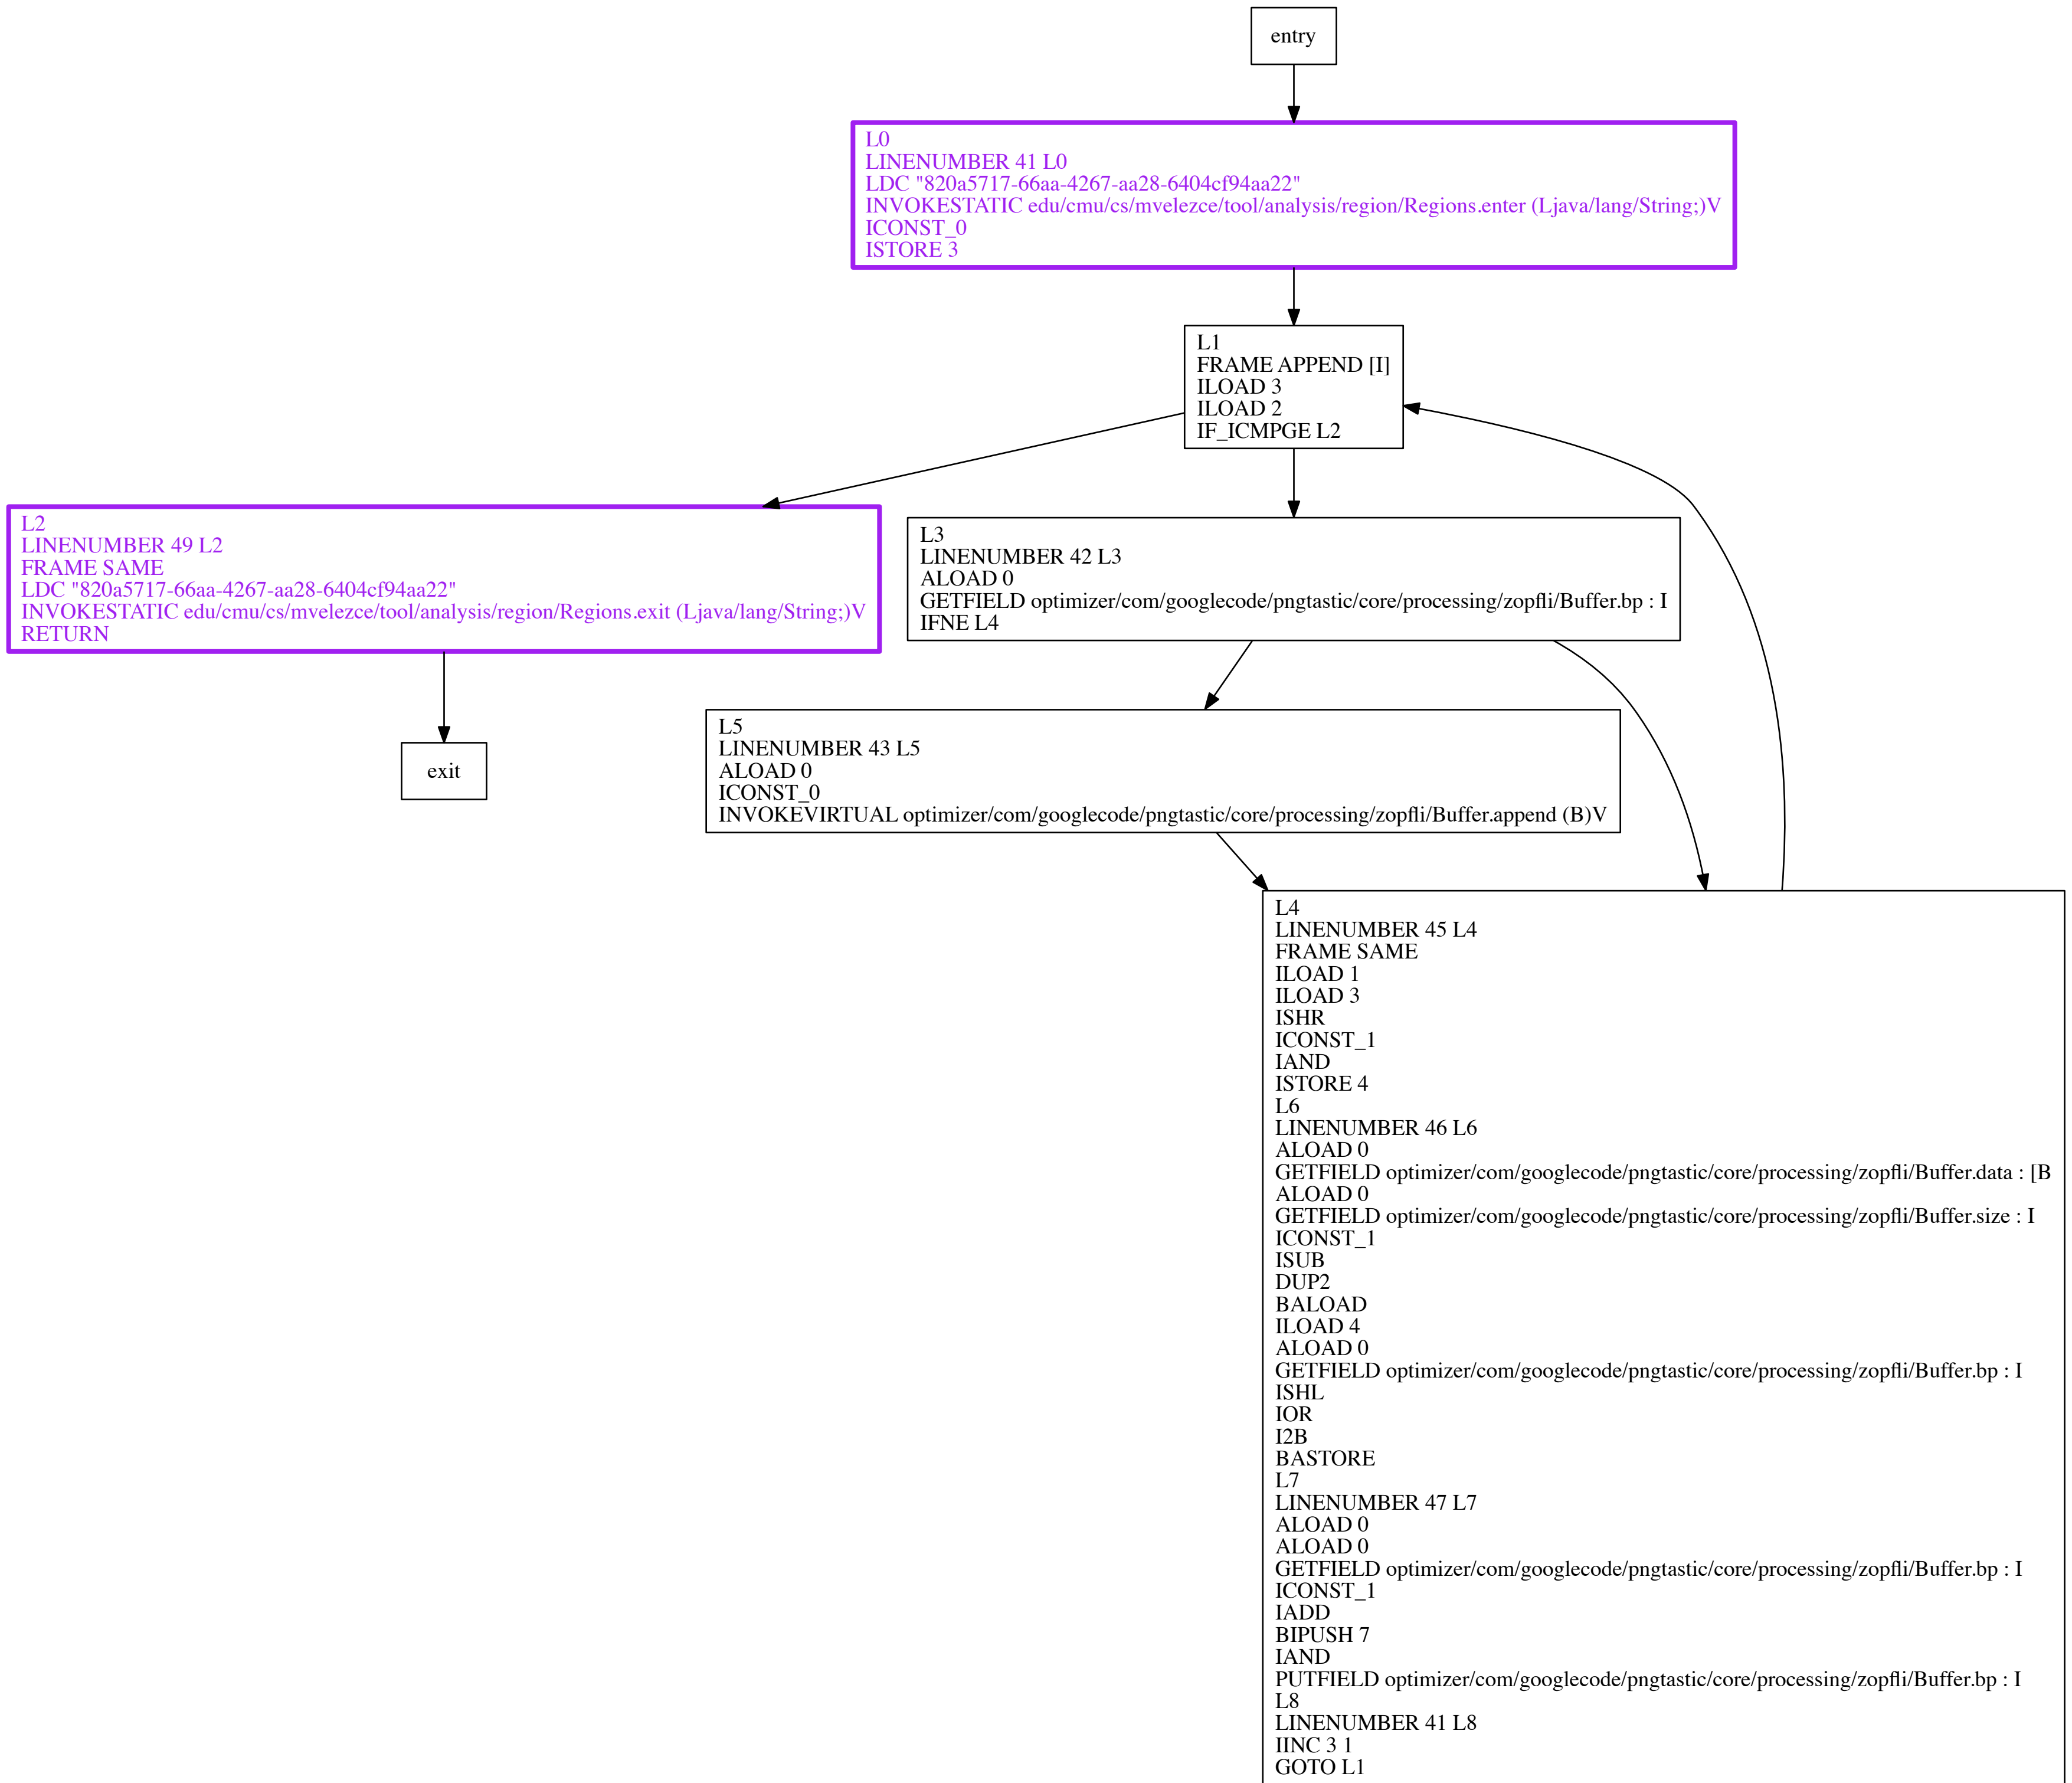 entry
L0
LINENUMBER 41 L0
LDC "820a5717-66aa-4267-aa28-6404cf94aa22"
INVOKESTATIC edu/cmu/cs/mvelezce/tool/analysis/region/Regions.enter (Ljava/lang/String;)V
ICONST_0
ISTORE 3
L1
FRAME APPEND [I]
ILOAD 3
ILOAD 2
IF_ICMPGE L2
L2
LINENUMBER 49 L2
FRAME SAME
LDC "820a5717-66aa-4267-aa28-6404cf94aa22"
INVOKESTATIC edu/cmu/cs/mvelezce/tool/analysis/region/Regions.exit (Ljava/lang/String;)V
RETURN
L3
LINENUMBER 42 L3
ALOAD 0
GETFIELD optimizer/com/googlecode/pngtastic/core/processing/zopfli/Buffer.bp : I
IFNE L4
exit
L5
LINENUMBER 43 L5
ALOAD 0
ICONST_0
INVOKEVIRTUAL optimizer/com/googlecode/pngtastic/core/processing/zopfli/Buffer.append (B)V
L4
LINENUMBER 45 L4
FRAME SAME
ILOAD 1
ILOAD 3
ISHR
ICONST_1
IAND
ISTORE 4
L6
LINENUMBER 46 L6
ALOAD 0
GETFIELD optimizer/com/googlecode/pngtastic/core/processing/zopfli/Buffer.data : [B
ALOAD 0
GETFIELD optimizer/com/googlecode/pngtastic/core/processing/zopfli/Buffer.size : I
ICONST_1
ISUB
DUP2
BALOAD
ILOAD 4
ALOAD 0
GETFIELD optimizer/com/googlecode/pngtastic/core/processing/zopfli/Buffer.bp : I
ISHL
IOR
I2B
BASTORE
L7
LINENUMBER 47 L7
ALOAD 0
ALOAD 0
GETFIELD optimizer/com/googlecode/pngtastic/core/processing/zopfli/Buffer.bp : I
ICONST_1
IADD
BIPUSH 7
IAND
PUTFIELD optimizer/com/googlecode/pngtastic/core/processing/zopfli/Buffer.bp : I
L8
LINENUMBER 41 L8
IINC 3 1
GOTO L1